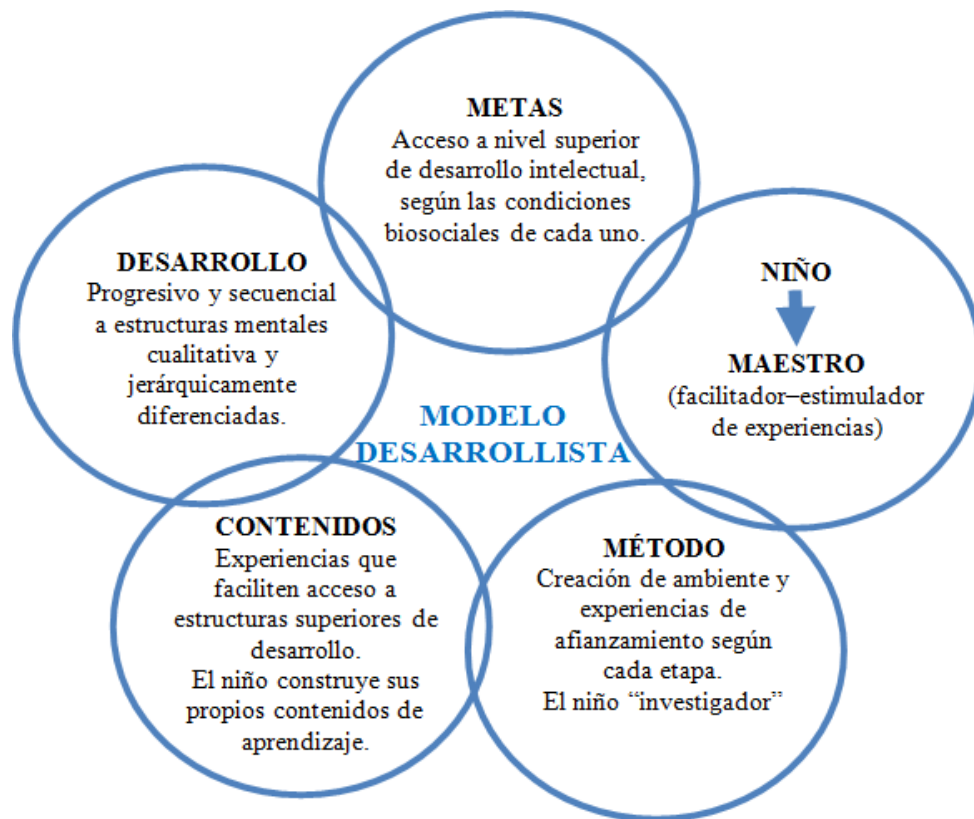 METAS
Acceso a nivel superior
de desarrollo intelectual,
según las condiciones
biosociales de cada uno.
DESARROLLO
Progresivo y secuencial
a estructuras mentales
cualitativa y
jerárquicamente
diferenciadas.
NIÑO
MAESTRO
(facilitador–estimulador
de experiencias)
MODELO
DESARROLLISTA
CONTENIDOS
Experiencias que
faciliten acceso a
estructuras superiores de
desarrollo.
El niño construye sus
propios contenidos de
aprendizaje.
MÉTODO
Creación de ambiente y
experiencias de
afianzamiento según
cada etapa.
El niño “investigador”